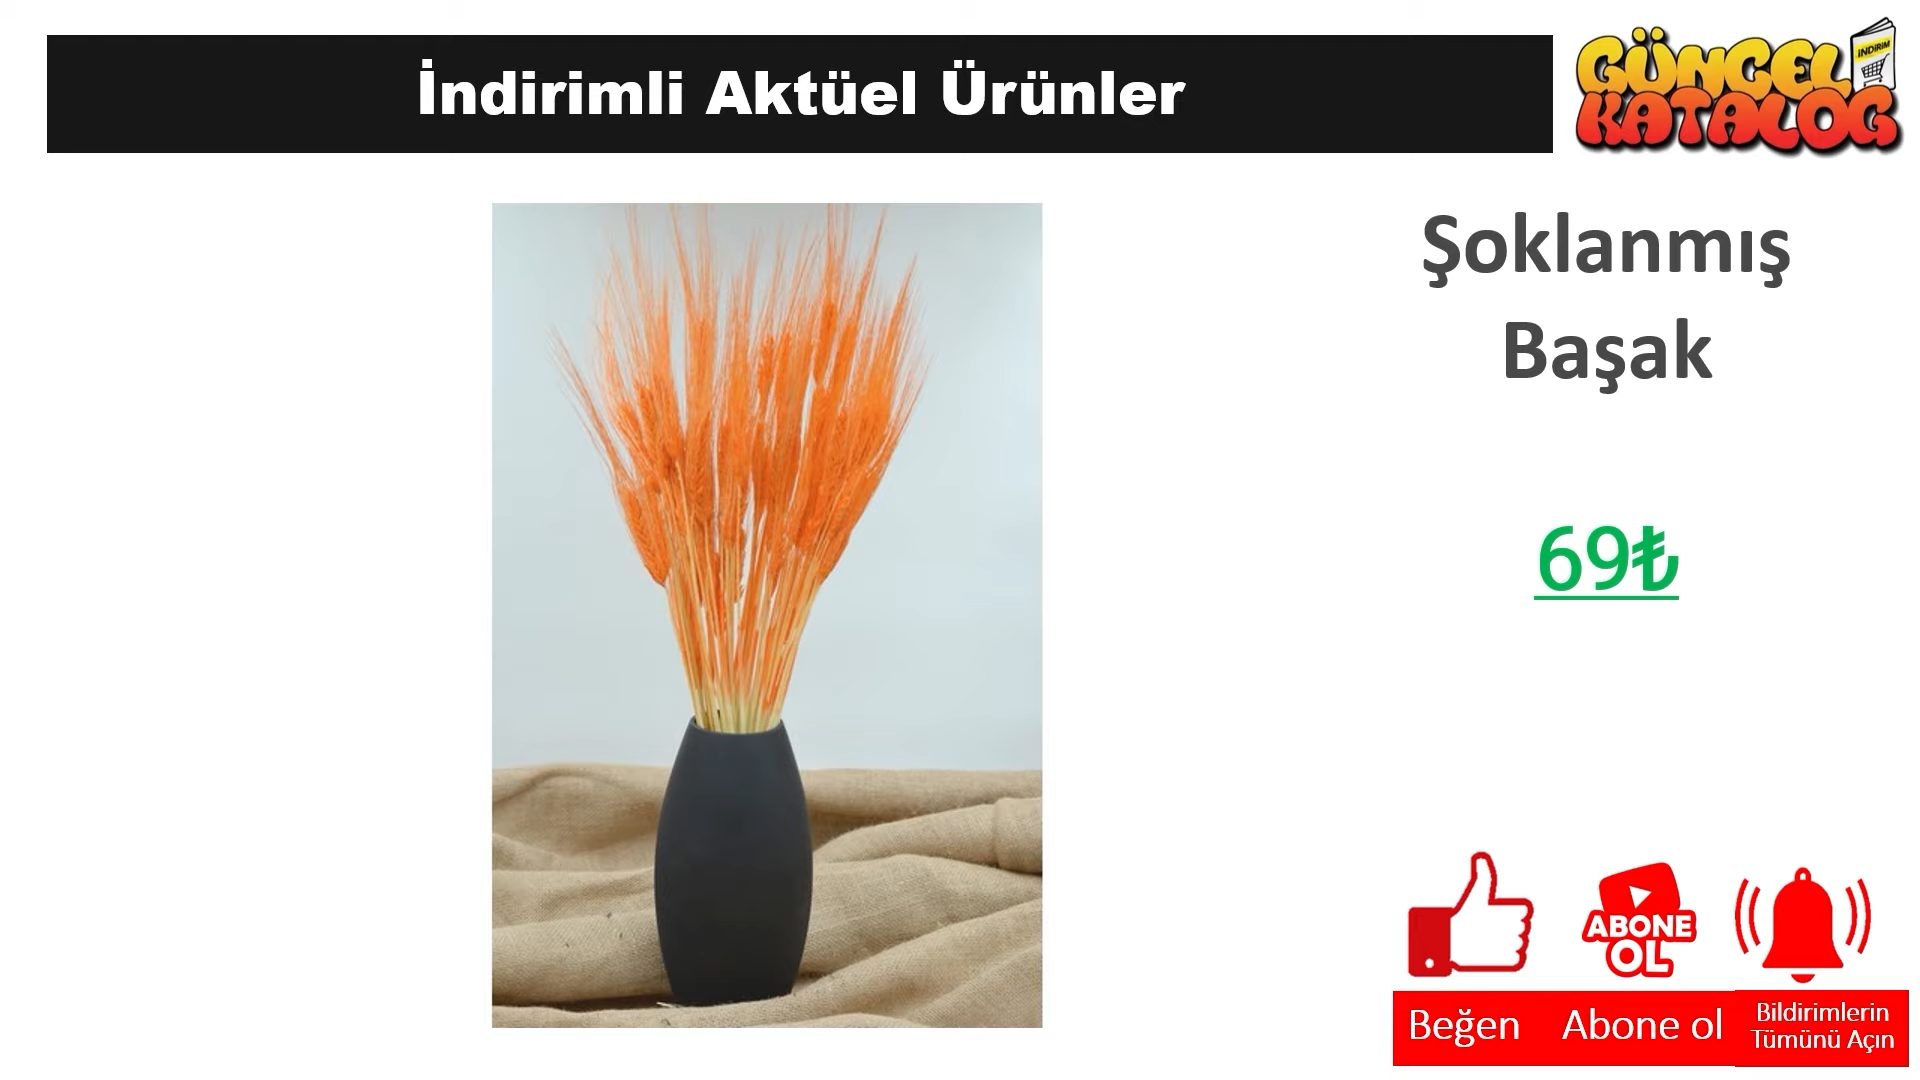 İndirimli Aktüel Ürünler
GÜNCEL
KATALOG
İNDİRİM
Şoklanmış
Başak
69₺
ABONE
OL
Beğen
Abone ol
Bildirimlerin
Tümünü Açın